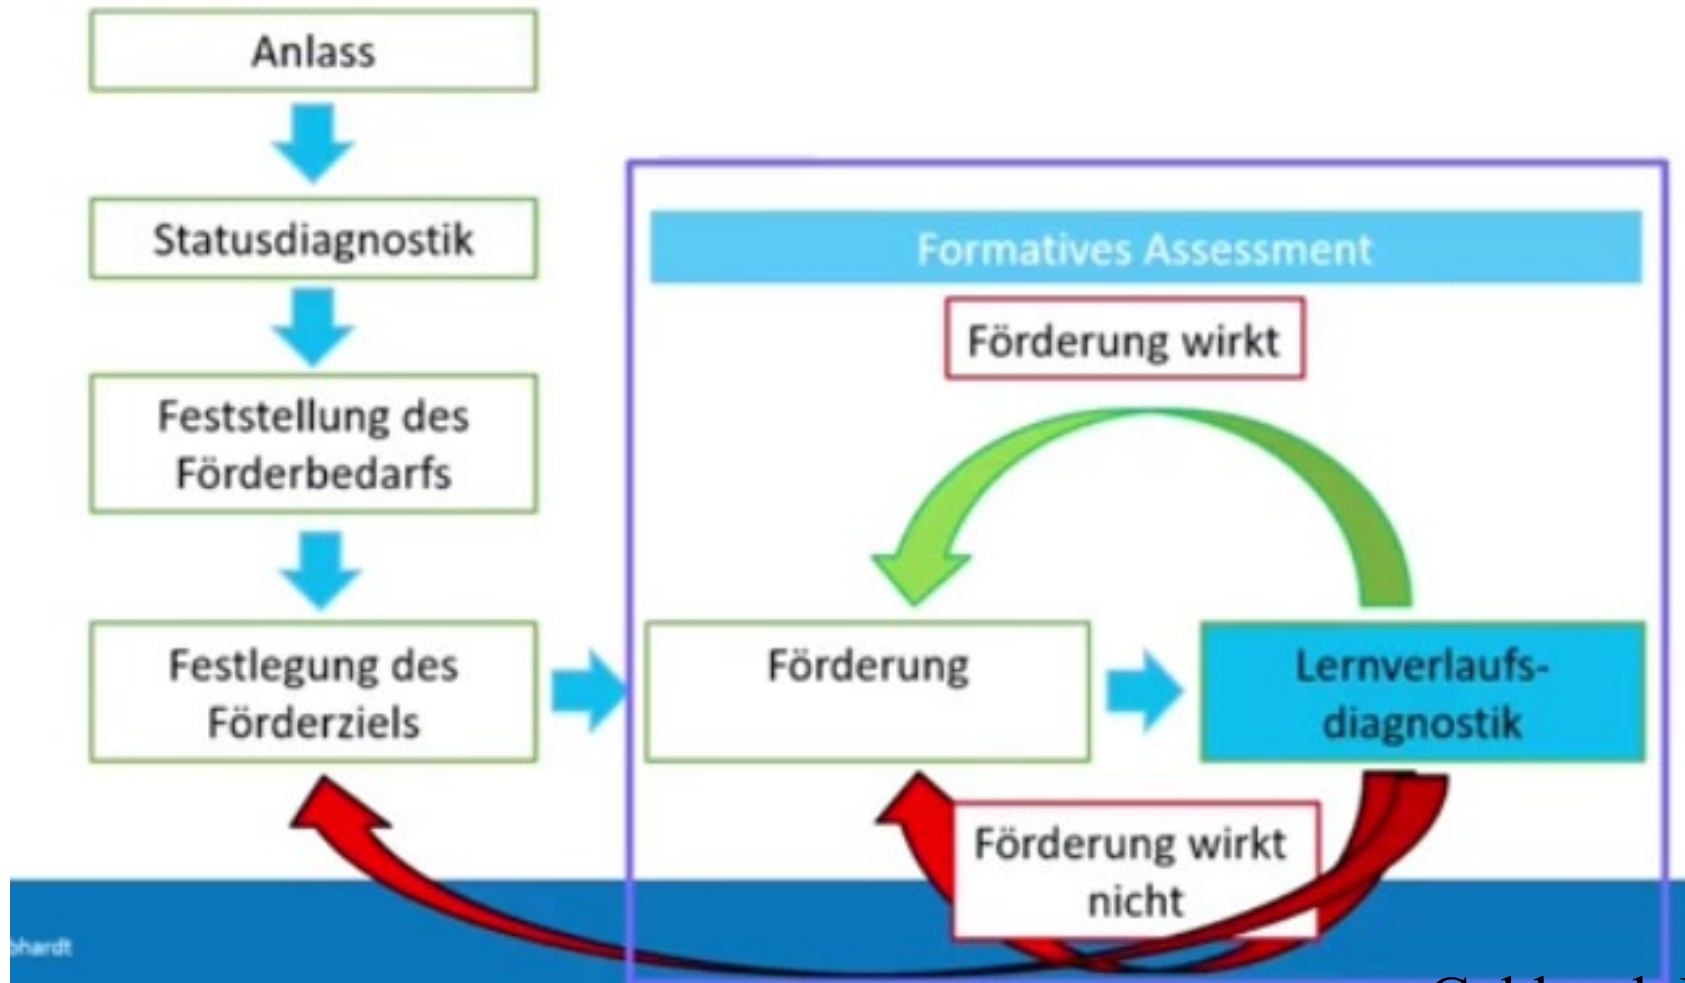 Anlass
Statusdiagnostik
Feststellung des
Förderbedarfs
Festlegung des
Förderziels
Formatives Assessment
Förderung wirkt
Förderung
Lernverlaufs-
diagnostik
Förderung wirkt
nicht